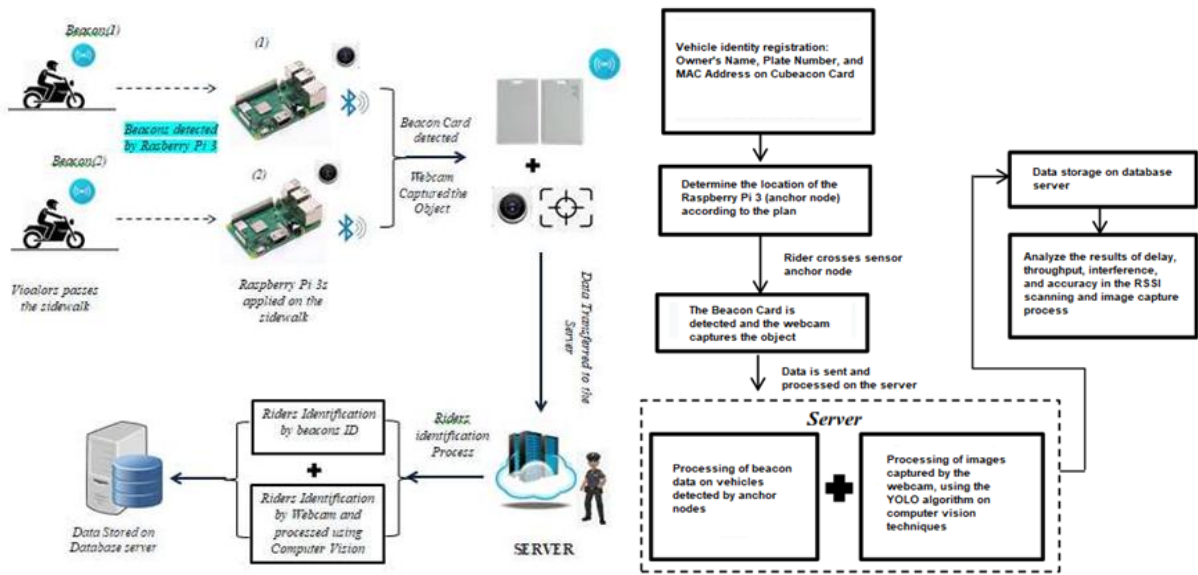 Beacon(1)
(1)
Beacons detected
by Rasberry Pi 3
Beacon(2)
(2)
Vioalors passes
the sidewalk
Raspberry Pi 3s
applied on the
sidewalk
Beacon Card
detected
Webcam
Captured the
Object
Data Transferred to the
Server
Riders
identification
Process
SERVER
Riders Identification
by beacons ID
Riders Identification
by Webcam and
processed using
Computer Vision
Data Stored on
Database server
Vehicle identity registration:
Owner's Name, Plate Number, and
MAC Address on Cubeacon Card
Determine the location of the
Raspberry Pi 3 (anchor node)
according to the plan
Rider crosses sensor
anchor node
The Beacon Card is
detected and the webcam
captures the object
Data is sent and
processed on the server
Server
Processing of beacon
data on vehicles
detected by anchor
nodes
Processing of images
captured by the
webcam, using the
YOLO algorithm on
computer vision
techniques
Data storage on database
server
Analyze the results of delay,
throughput, interference,
and accuracy in the RSSI
scanning and image capture
process